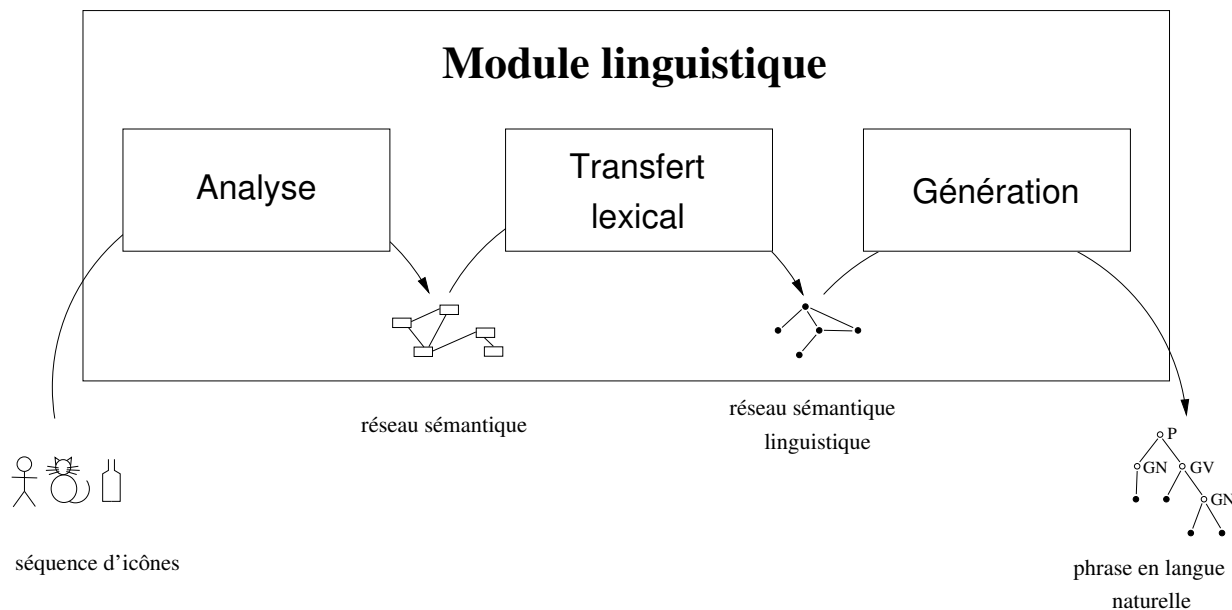 Module linguistique
Analyse
Transfert
lexical
Génération
réseau sémantique
réseau sémantique
linguistique
P
GN
GV
GN
séquence d'icônes
phrase en langue
naturelle